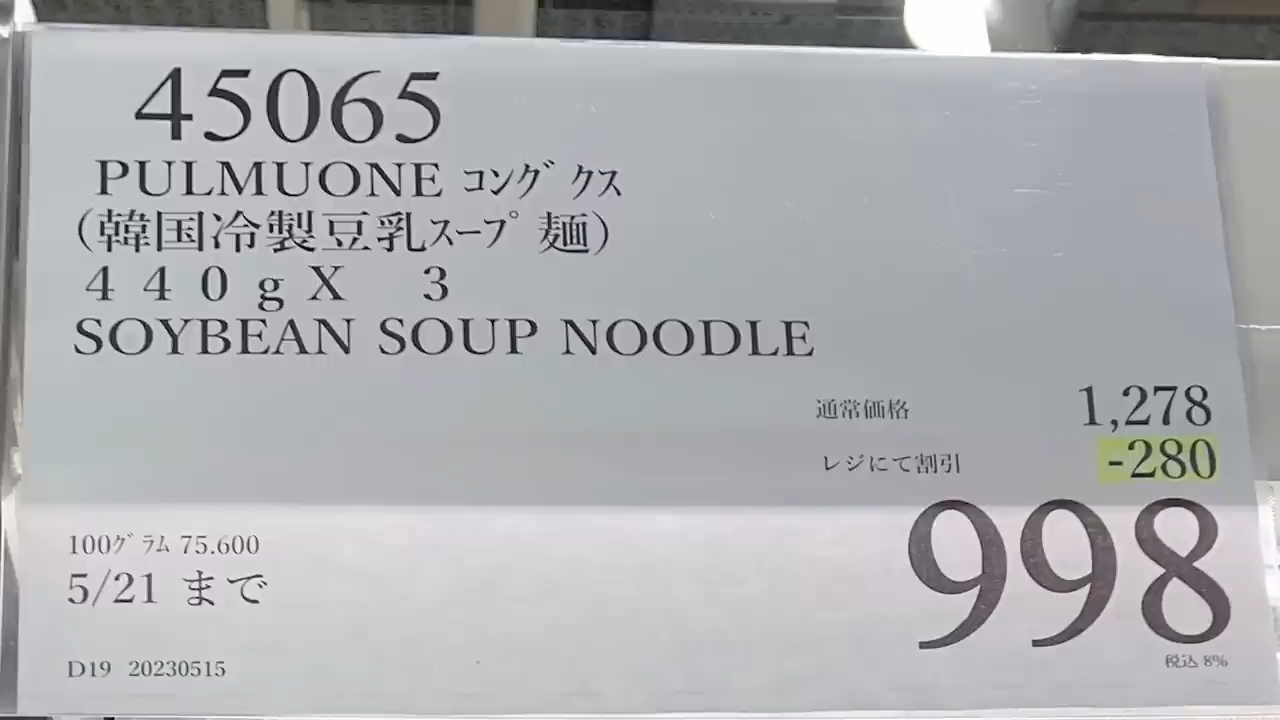 45065
PULMUONE ｺﾝｸﾞｸｽ
(韓国冷製豆乳ｽｰﾌﾟ麺)
４４０ｇＸ　３
SOYBEAN SOUP NOODLE
通常価格 1,278
レジにて割引 -280
998
税込 8%
100ｸﾞﾗﾑ 75.600
5/21 まで
D19 20230515